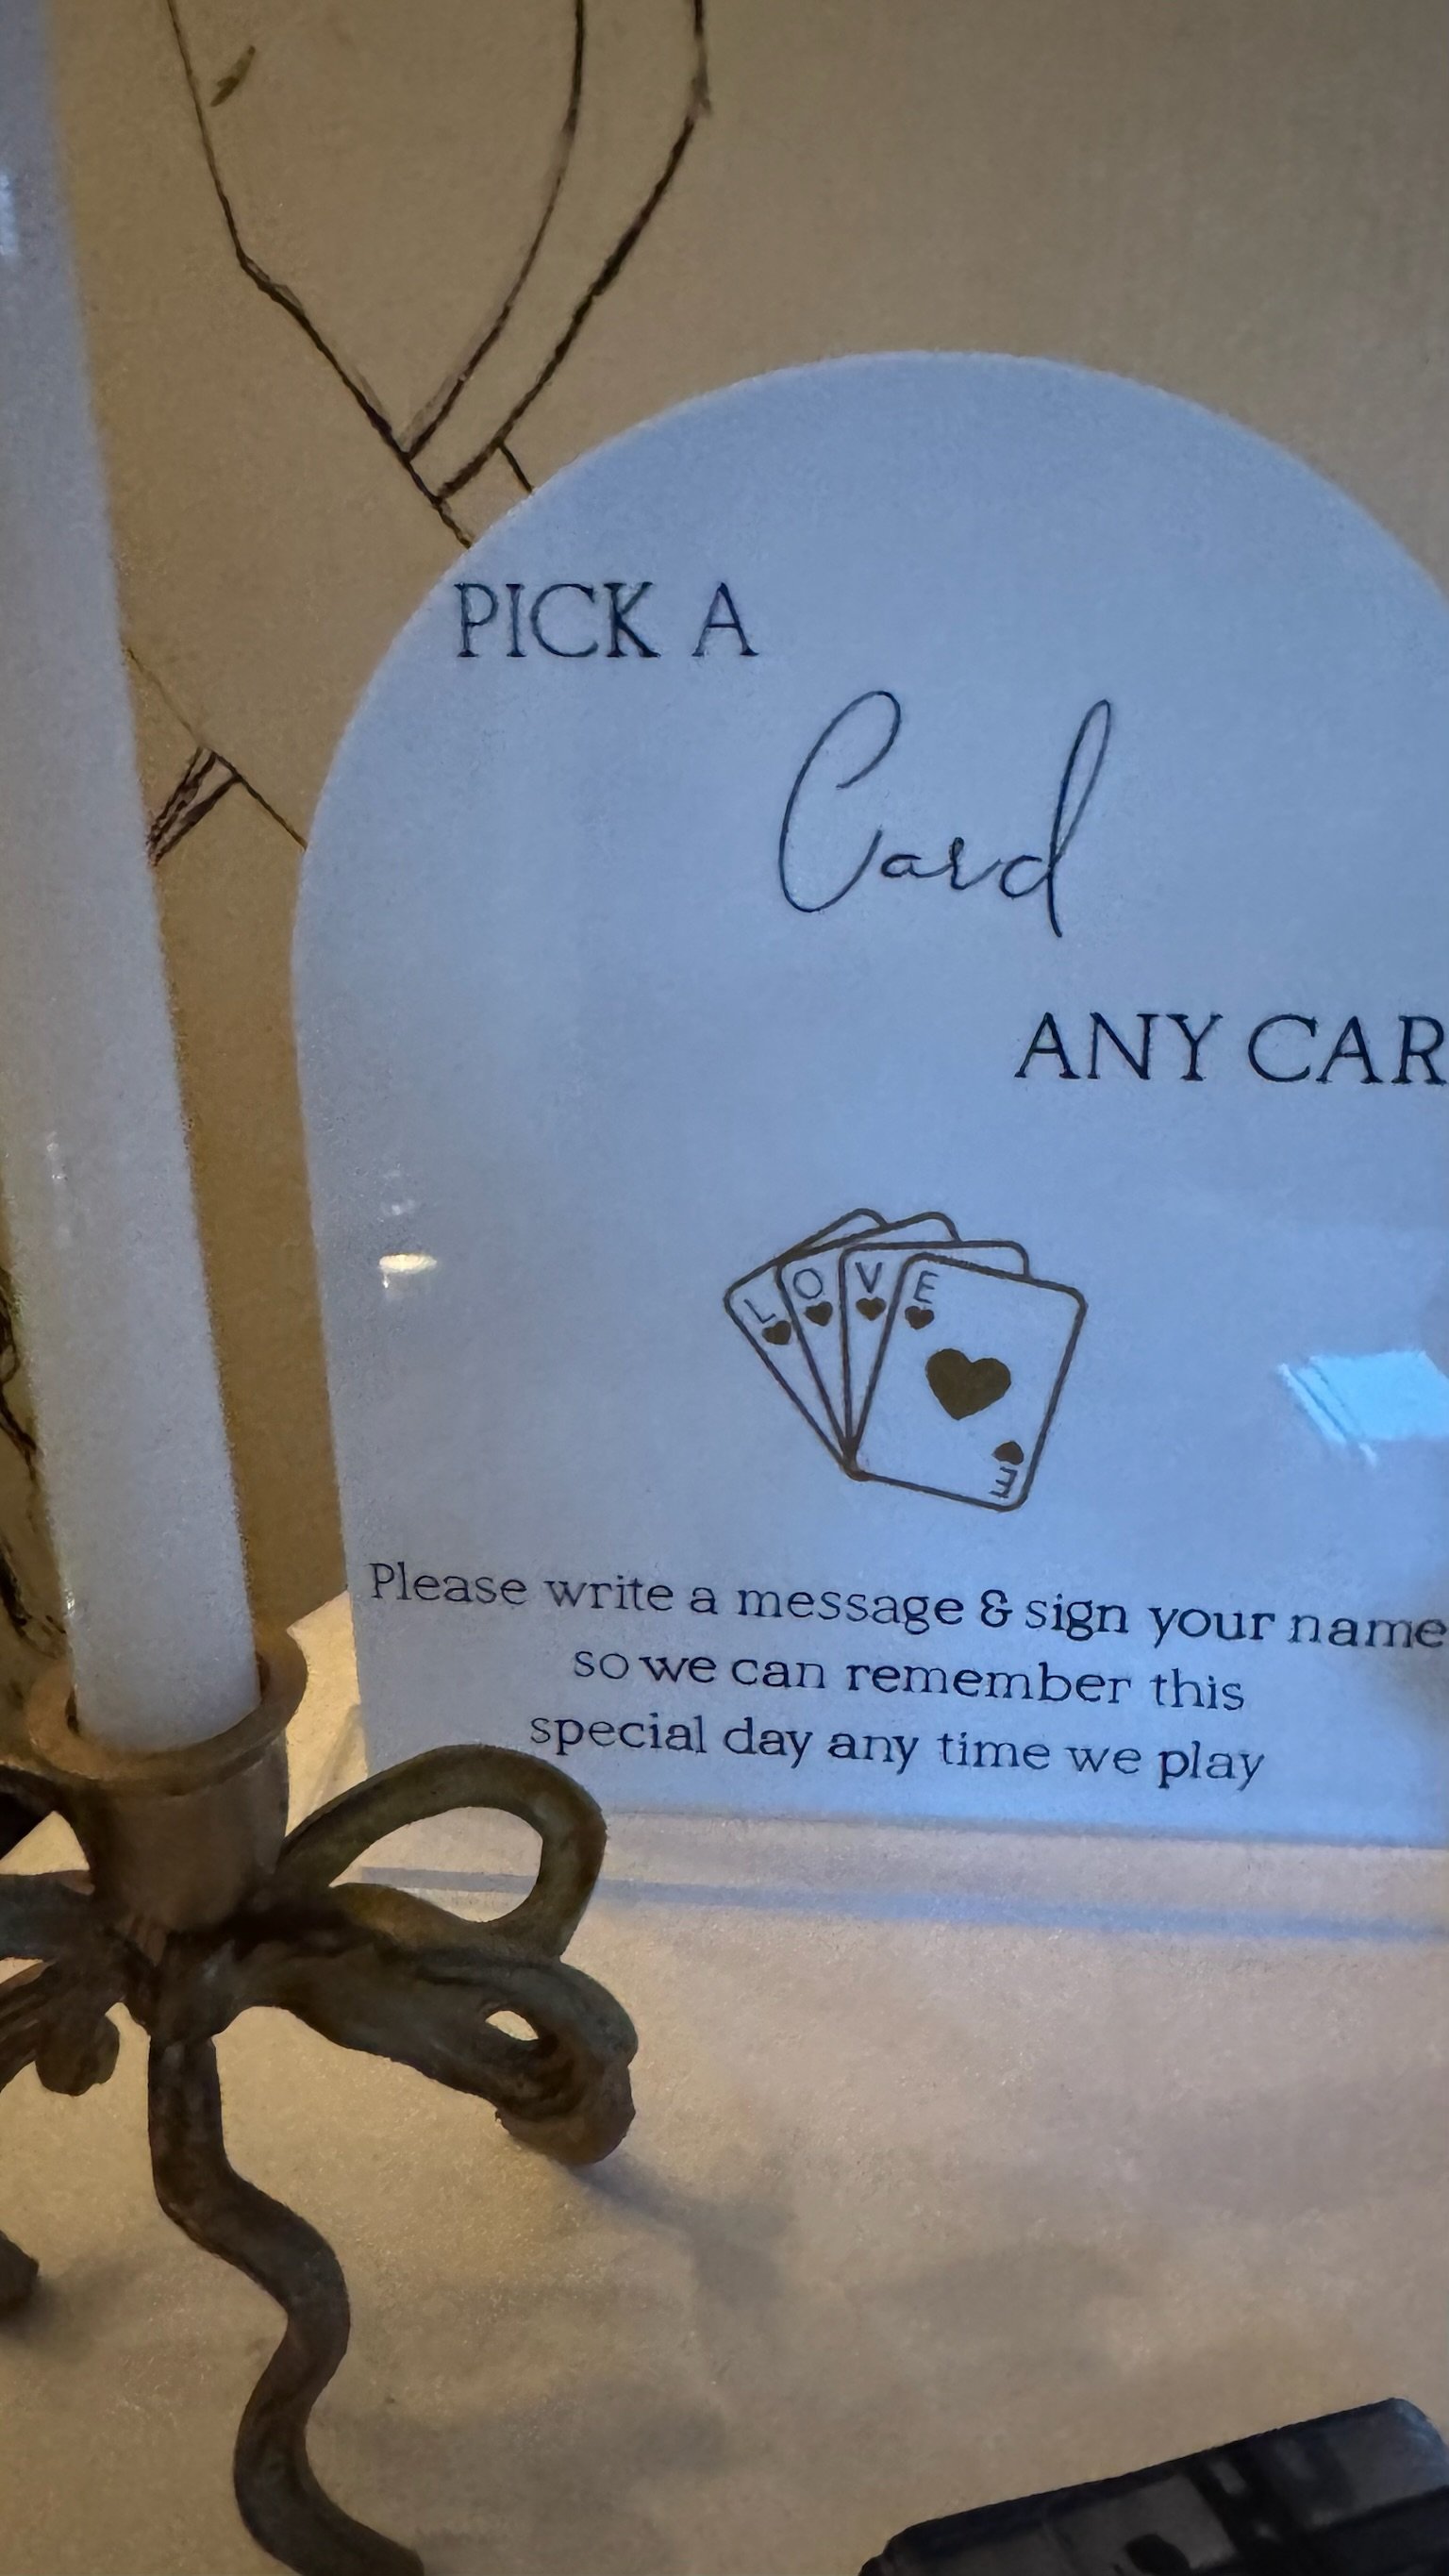 PICK A
Card
ANY CAR
L O V E
E
Please write a message & sign your name
so we can remember this
special day any time we play